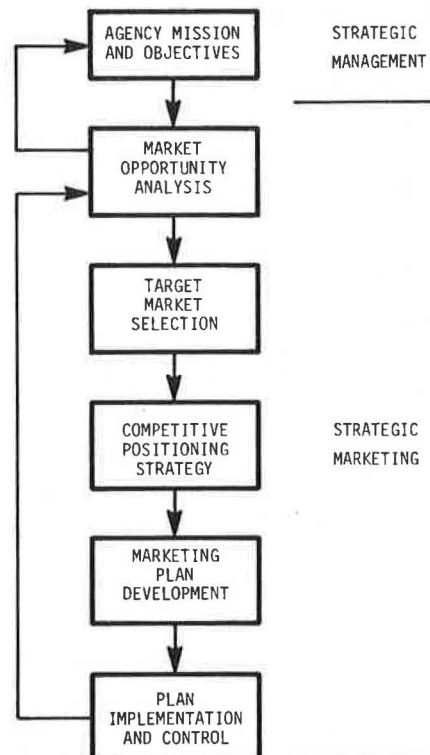 AGENCY MISSION
AND OBJECTIVES
STRATEGIC
MANAGEMENT
MARKET
OPPORTUNITY
ANALYSIS
TARGET
MARKET
SELECTION
COMPETITIVE
POSITIONING
STRATEGY
STRATEGIC
MARKETING
MARKETING
PLAN
DEVELOPMENT
PLAN
IMPLEMENTATION
AND CONTROL